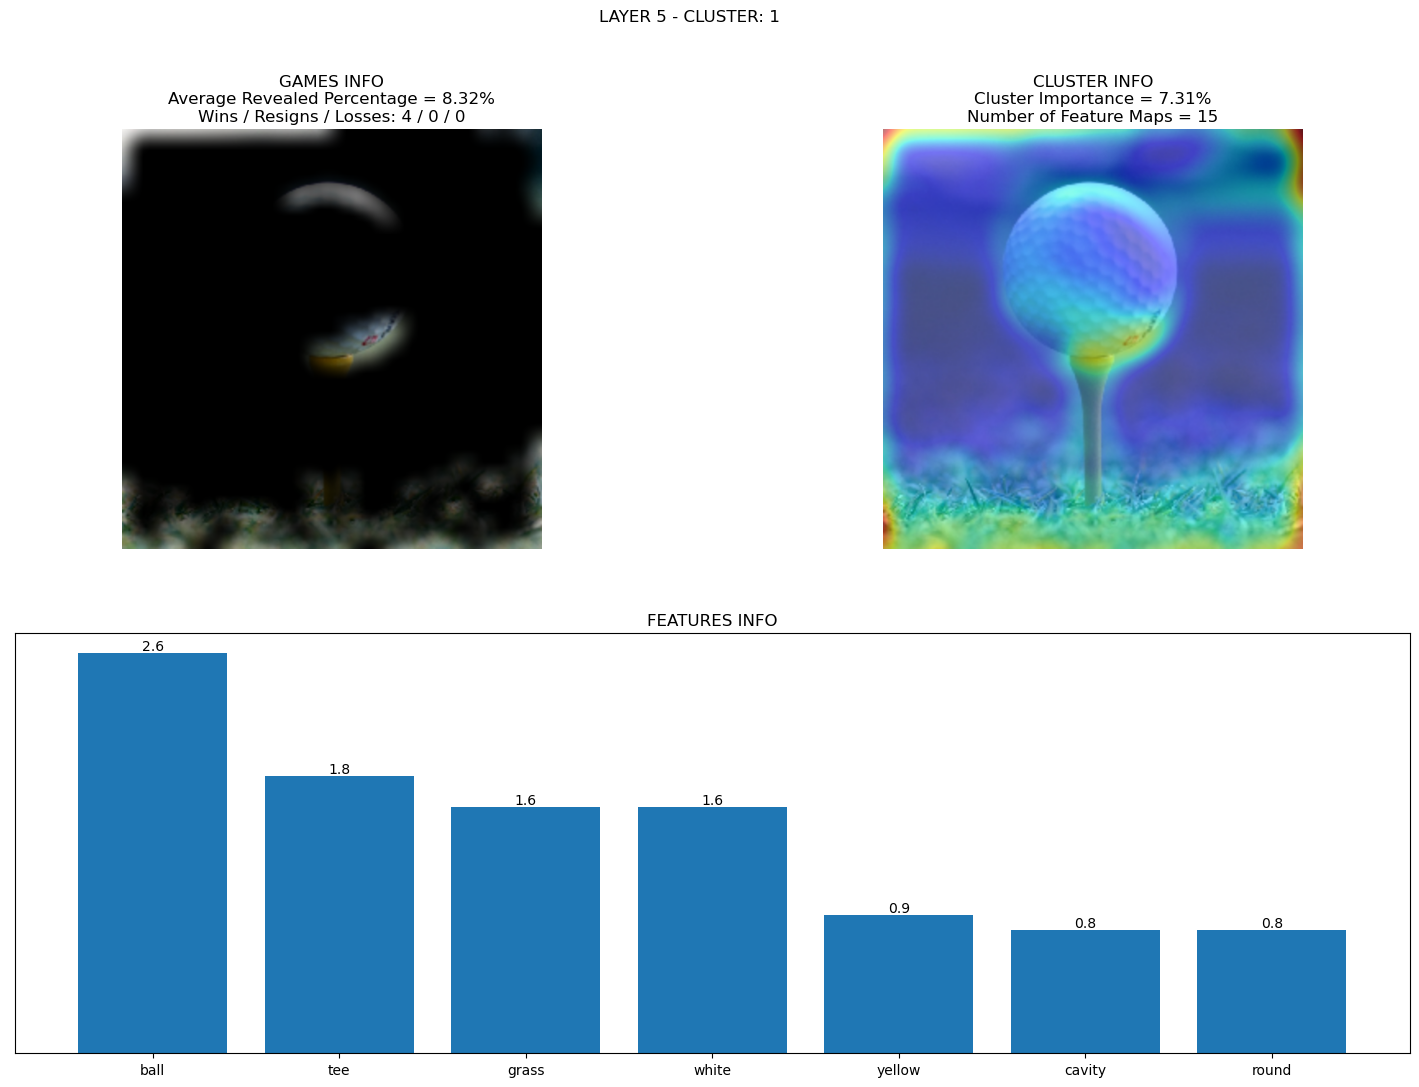 LAYER 5 - CLUSTER: 1
GAMES INFO
Average Revealed Percentage = 8.32%
Wins / Resigns / Losses: 4 / 0 / 0
CLUSTER INFO
Cluster Importance = 7.31%
Number of Feature Maps = 15
FEATURES INFO
2.6
1.8
1.6
1.6
0.9
0.8
0.8
ball
tee
grass
white
yellow
cavity
round